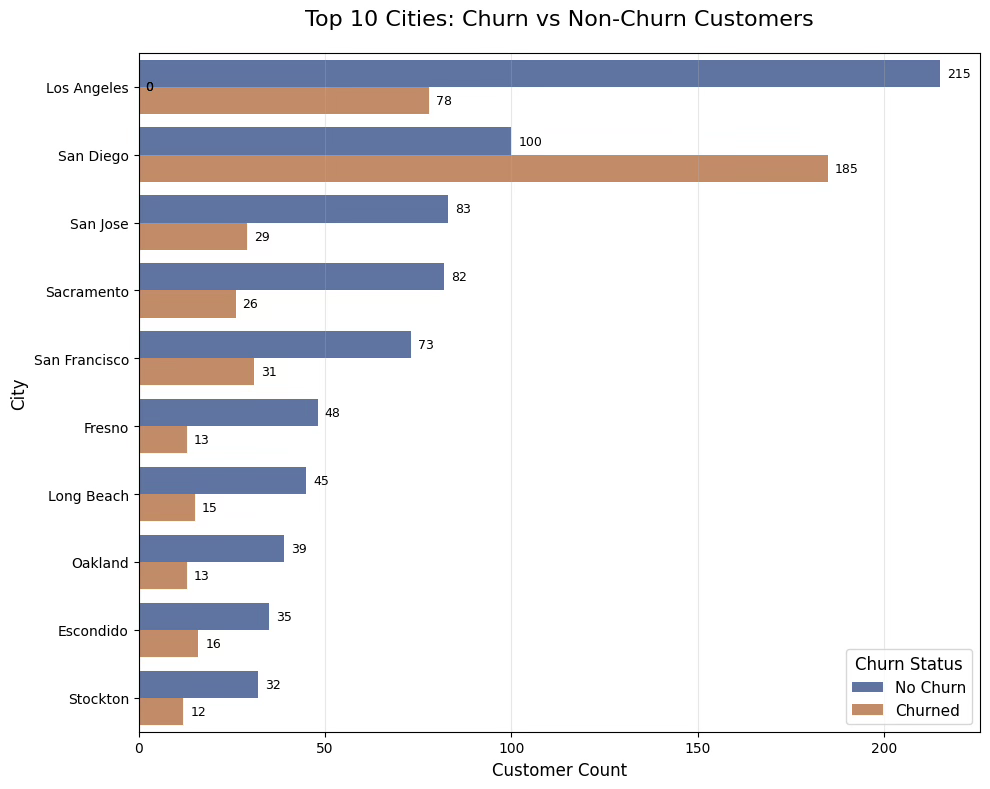 Top 10 Cities: Churn vs Non-Churn Customers
Los Angeles
215
0
78
San Diego
100
185
San Jose
83
29
Sacramento
82
26
San Francisco
73
31
Fresno
48
13
Long Beach
45
15
Oakland
39
13
Escondido
35
16
Stockton
32
12
City
Churn Status
No Churn
Churned
0 50 100 150 200
Customer Count